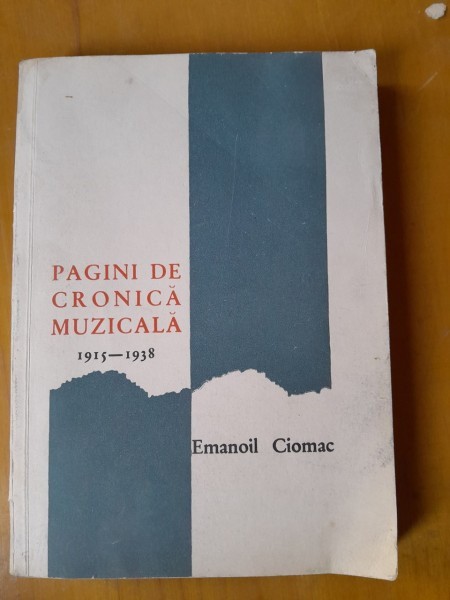 PAGINI DE
CRONICĂ
MUZICALĂ
1915—1938
Emanoil Ciomac